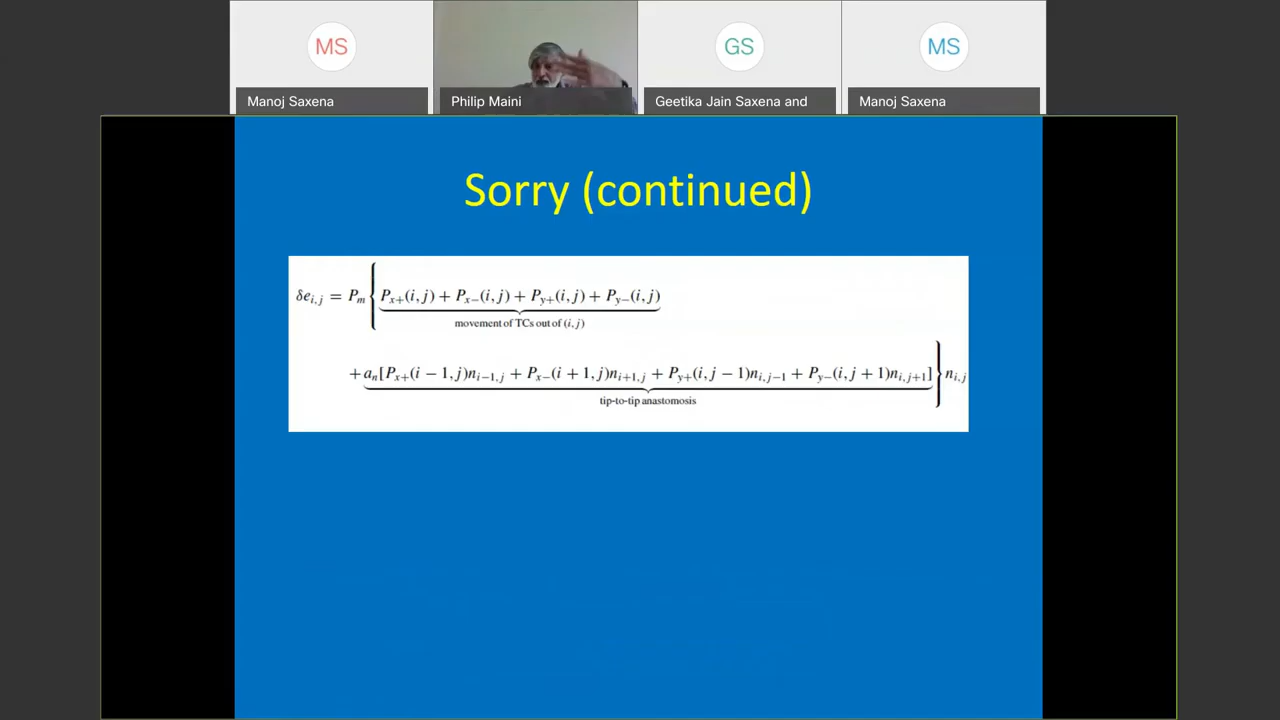 MS
GS
MS
Manoj Saxena
Philip Maini
Geetika Jain Saxena and
Manoj Saxena
Sorry (continued)
δe_{i,j} = P_m { P_{x+}(i, j) + P_{x−}(i, j) + P_{y+}(i, j) + P_{y−}(i, j)
movement of TCs out of (i, j)
+ a_n[P_{x+}(i − 1, j)n_{i−1,j} + P_{x−}(i + 1, j)n_{i+1,j} + P_{y+}(i, j − 1)n_{i,j−1} + P_{y−}(i, j + 1)n_{i,j+1}] } n_{i,j}
tip-to-tip anastomosis